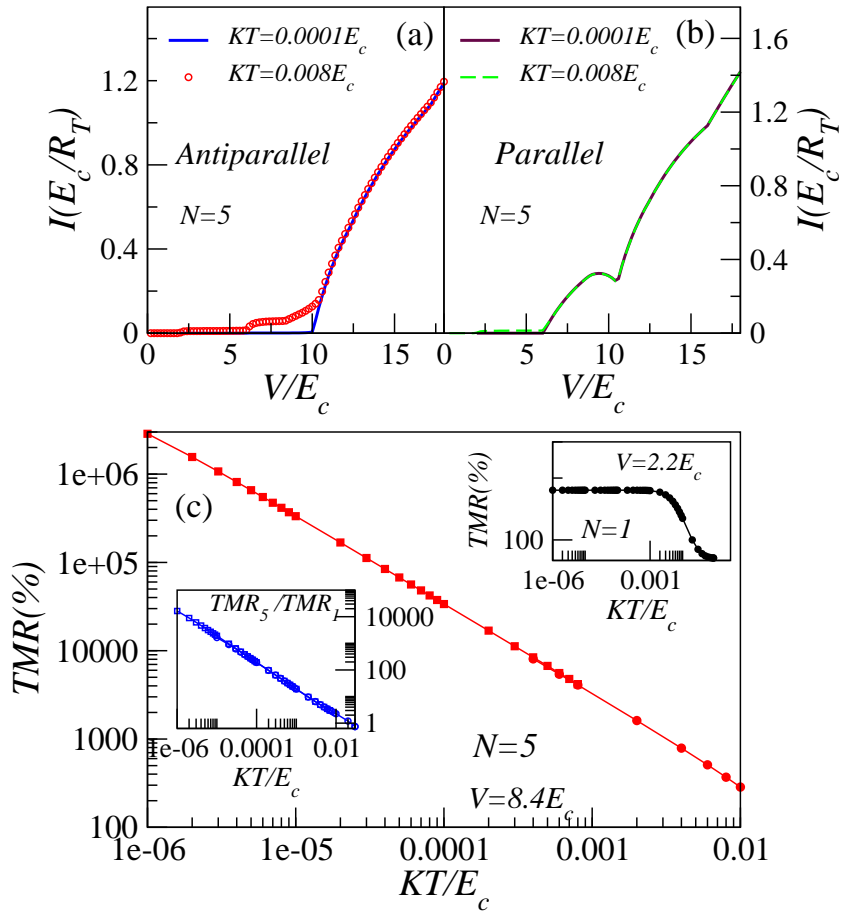 (a)
KT=0.0001E_c
KT=0.008E_c
Antiparallel
N=5
I(E_c/R_T)
1.2
0.8
0.4
0
0 5 10 15
V/E_c
(b)
KT=0.0001E_c
KT=0.008E_c
Parallel
N=5
I(E_c/R_T)
1.6
1.2
0.8
0.4
0
0 5 10 15
V/E_c
(c)
TMR(%)
1e+06
1e+05
10000
1000
100
1e-06 1e-05 0.0001 0.001 0.01
KT/E_c
N=5
V=8.4E_c
TMR(%)
V=2.2E_c
N=1
100
1e-06 0.001
KT/E_c
TMR_5/TMR_1
10000
100
1
1e-06 0.0001 0.01
KT/E_c